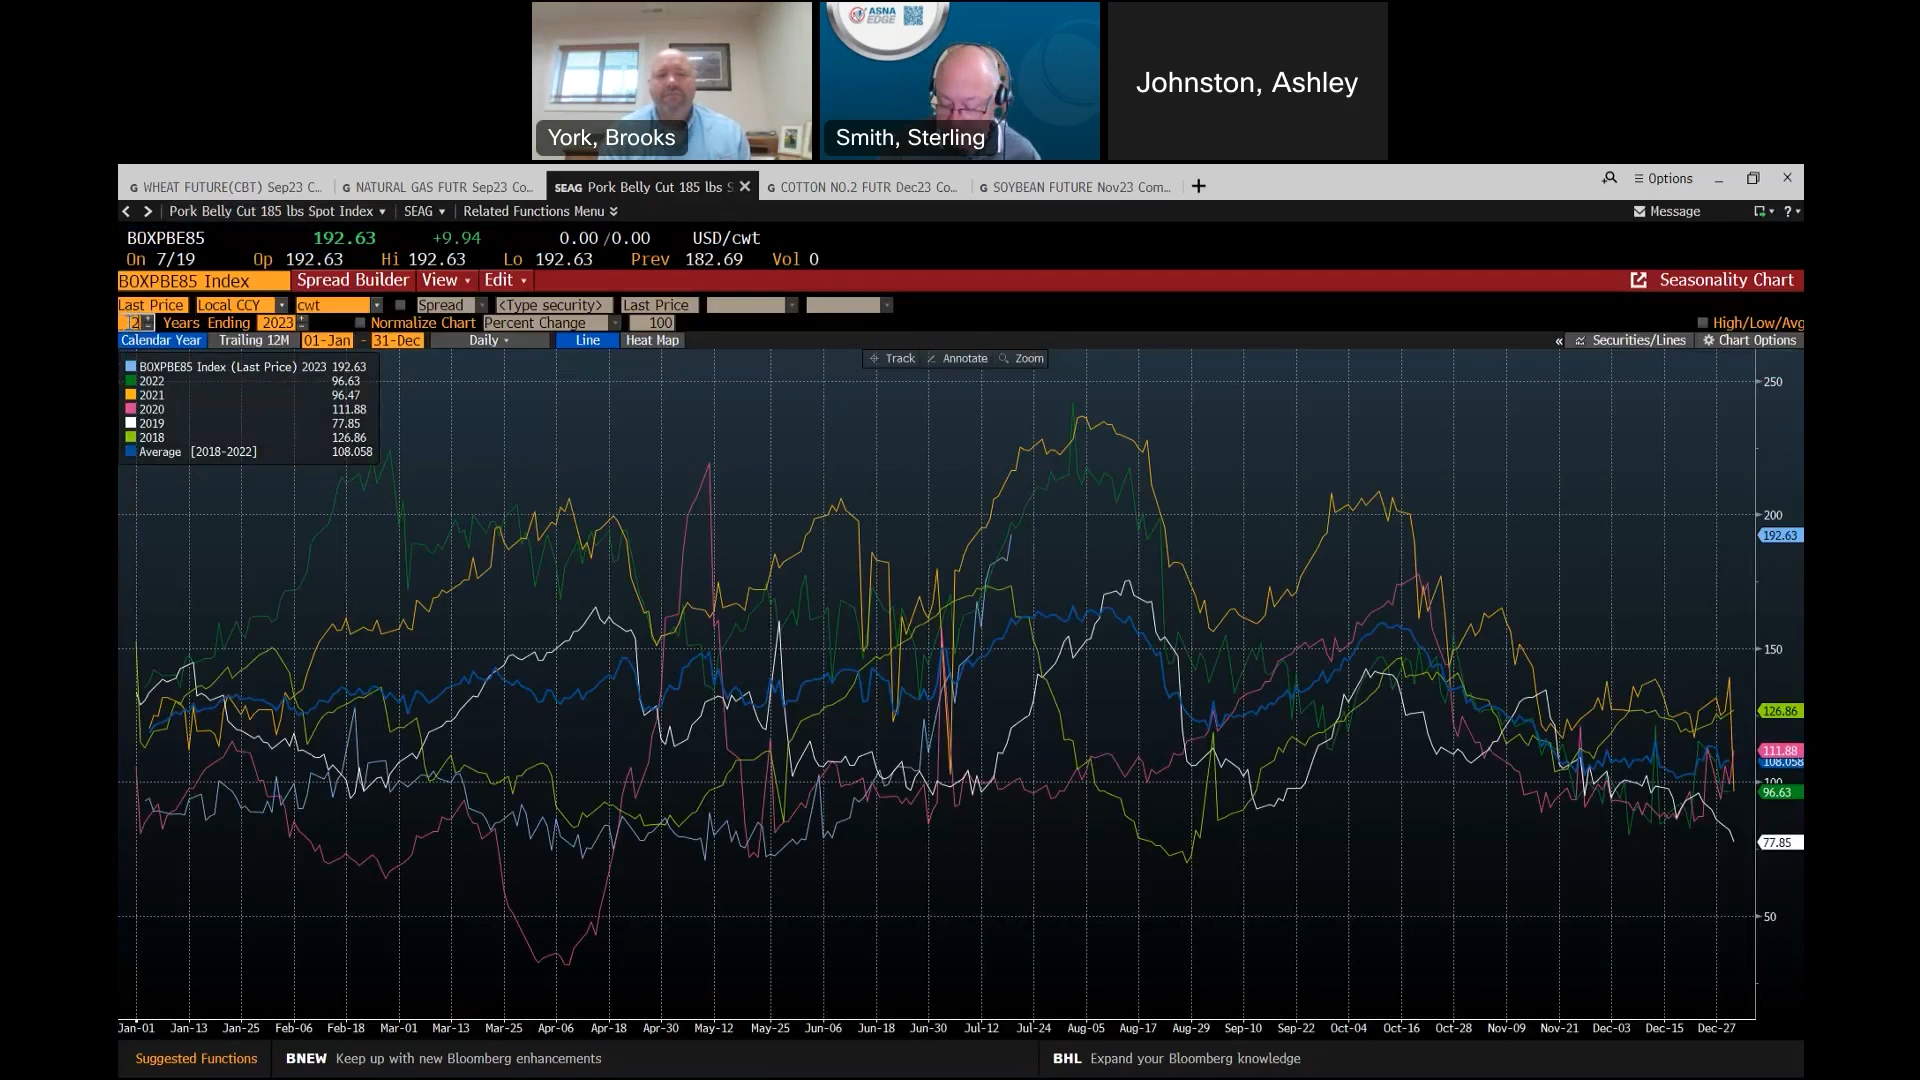 ASNA
EDGE
Johnston, Ashley
York, Brooks
Smith, Sterling
G WHEAT FUTURE(CBT) Sep23 C...
G NATURAL GAS FUTR Sep23 Co...
SEAG Pork Belly Cut 185 lbs S
G COTTON NO.2 FUTR Dec23 Co...
G SOYBEAN FUTURE Nov23 Com...
Options
Pork Belly Cut 185 lbs Spot Index
SEAG
Related Functions Menu
Message
?
BOXPBE85 192.63 +9.94 0.00 /0.00 USD/cwt
On 7/19 Op 192.63 Hi 192.63 Lo 192.63 Prev 182.69 Vol 0
BOXPBE85 Index Spread Builder View Edit Seasonality Chart
Last Price Local CCY cwt Spread <Type security> Last Price
2 Years Ending 2023 Normalize Chart Percent Change 100 High/Low/Avg
Calendar Year Trailing 12M 01-Jan - 31-Dec Daily Line Heat Map « Securities/Lines Chart Options
Track Annotate Zoom
BOXPBE85 Index (Last Price) 2023 192.63
2022 96.63
2021 96.47
2020 111.88
2019 77.85
2018 126.86
Average [2018-2022] 108.058
250
200
192.63
150
126.86
111.88
108.058
100
96.63
77.85
50
Jan-01 Jan-13 Jan-25 Feb-06 Feb-18 Mar-01 Mar-13 Mar-25 Apr-06 Apr-18 Apr-30 May-12 May-25 Jun-06 Jun-18 Jun-30 Jul-12 Jul-24 Aug-05 Aug-17 Aug-29 Sep-10 Sep-22 Oct-04 Oct-16 Oct-28 Nov-09 Nov-21 Dec-03 Dec-15 Dec-27
Suggested Functions BNEW Keep up with new Bloomberg enhancements BHL Expand your Bloomberg knowledge